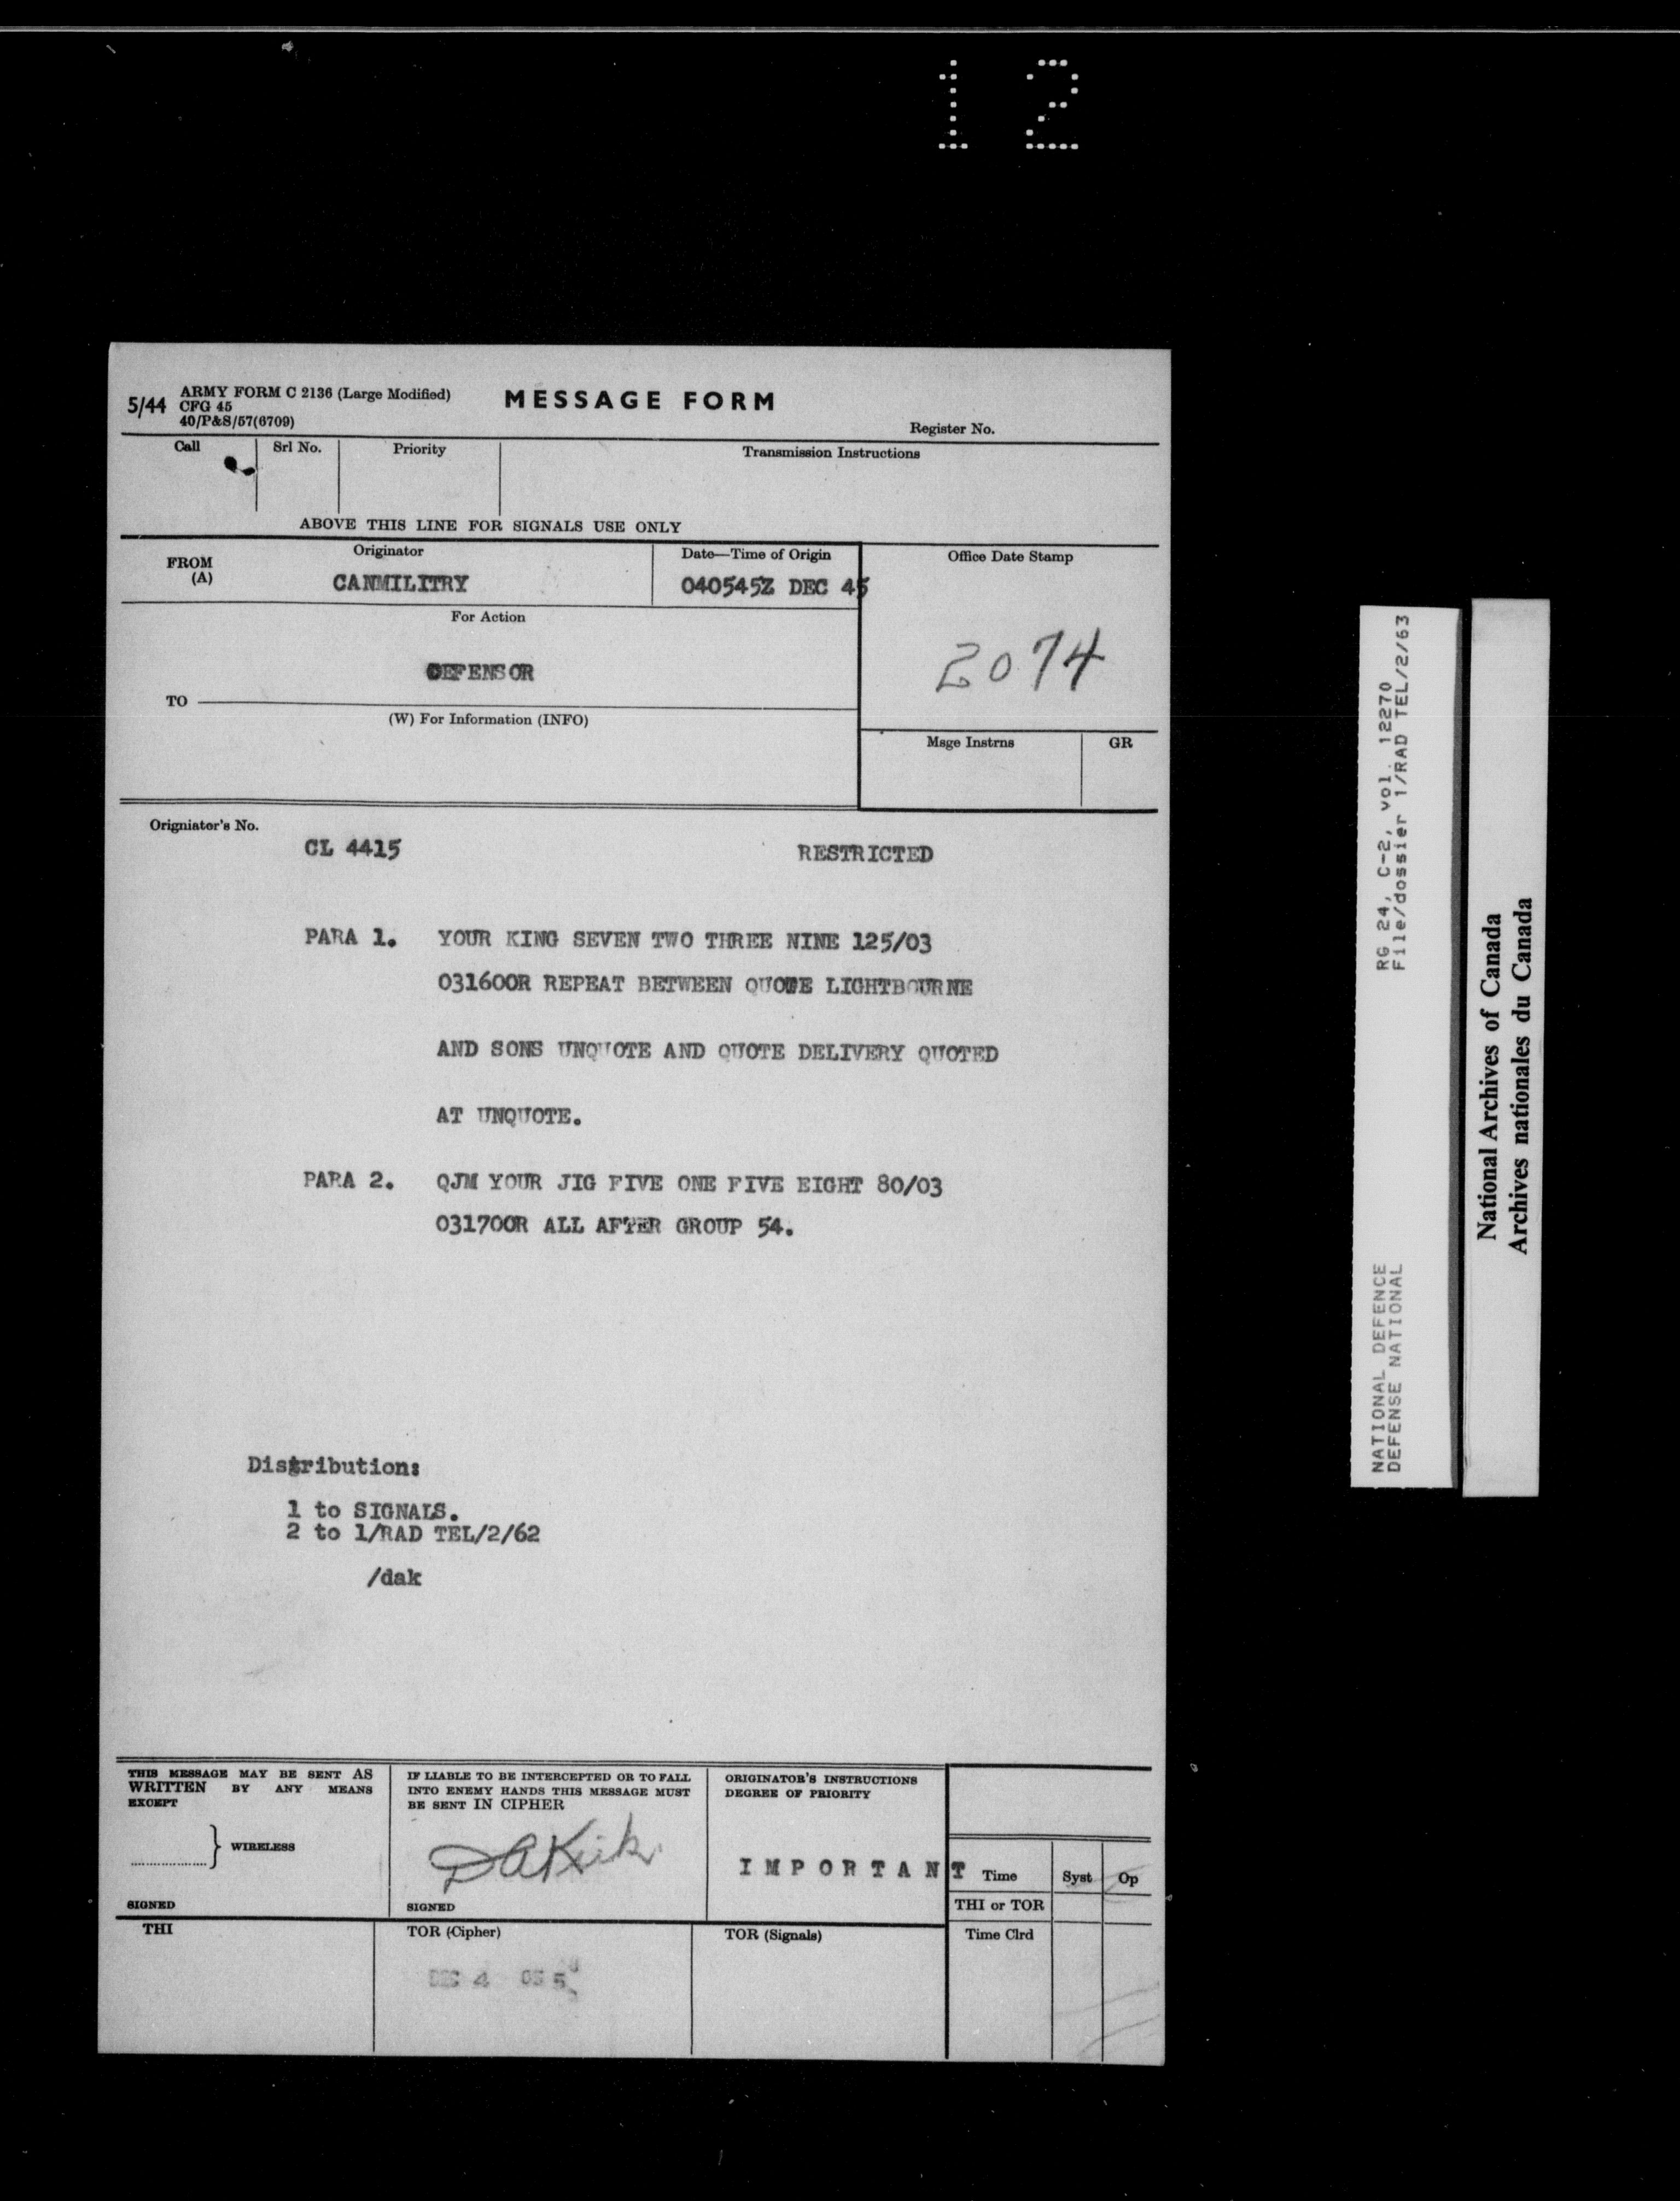 12
5/44 ARMY FORM C 2136 (Large Modified)
CFG 45
40/P&S/57(6709)
MESSAGE FORM
Register No.
Call Srl No. Priority Transmission Instructions
ABOVE THIS LINE FOR SIGNALS USE ONLY
FROM
(A)
Originator
CANMILITRY
Date—Time of Origin
040545Z DEC 45
Office Date Stamp
2074
For Action
DEFENSOR
TO
(W) For Information (INFO)
Msge Instrns GR
Origniator's No.
CL 4415 RESTRICTED
PARA 1. YOUR KING SEVEN TWO THREE NINE 125/03
031600R REPEAT BETWEEN QUOTE LIGHTBOURNE
AND SONS UNQUOTE AND QUOTE DELIVERY QUOTED
AT UNQUOTE.
PARA 2. QJM YOUR JIG FIVE ONE FIVE EIGHT 80/03
031700R ALL AFTER GROUP 54.
Distribution:
1 to SIGNALS.
2 to 1/RAD TEL/2/62
/dak
THIS MESSAGE MAY BE SENT AS
WRITTEN BY ANY MEANS
EXCEPT
} WIRELESS
SIGNED
IF LIABLE TO BE INTERCEPTED OR TO FALL
INTO ENEMY HANDS THIS MESSAGE MUST
BE SENT IN CIPHER
DAKirk
SIGNED
ORIGINATOR'S INSTRUCTIONS
DEGREE OF PRIORITY
IMPORTANT
Time Syst Op
THI or TOR
Time Clrd
THI
TOR (Cipher)
DEC 4
TOR (Signals)
RG 24, C-2, vol. 12270
File/dossier 1/RAD TEL/2/63
NATIONAL DEFENCE
DEFENSE NATIONAL
National Archives of Canada
Archives nationales du Canada